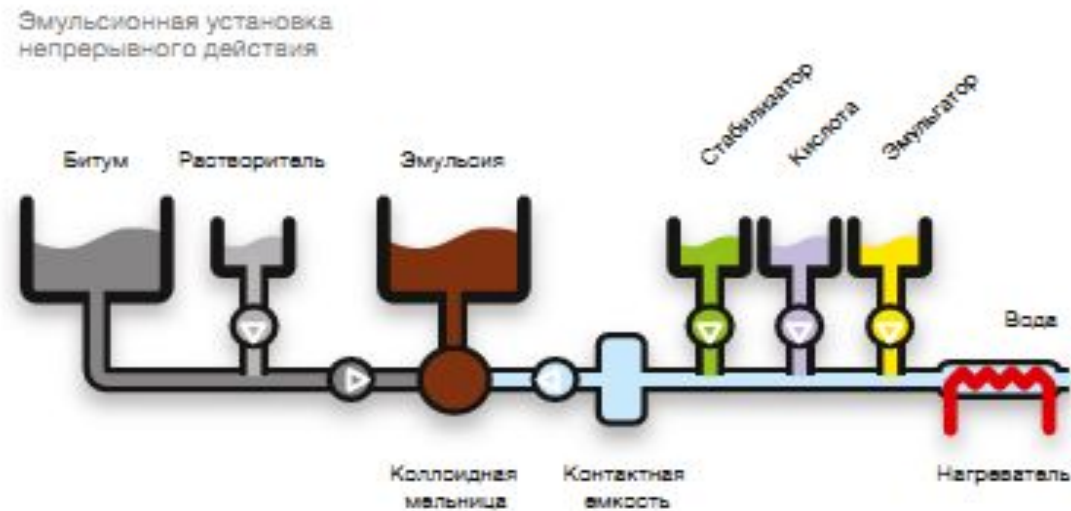 Эмульсионная установка
непрерывного действия
Битум
Растворитель
Эмульсия
Стабилизатор
Кислота
Эмульгатор
Вода
Коллоидная
мельница
Контактная
емкость
Нагреватель